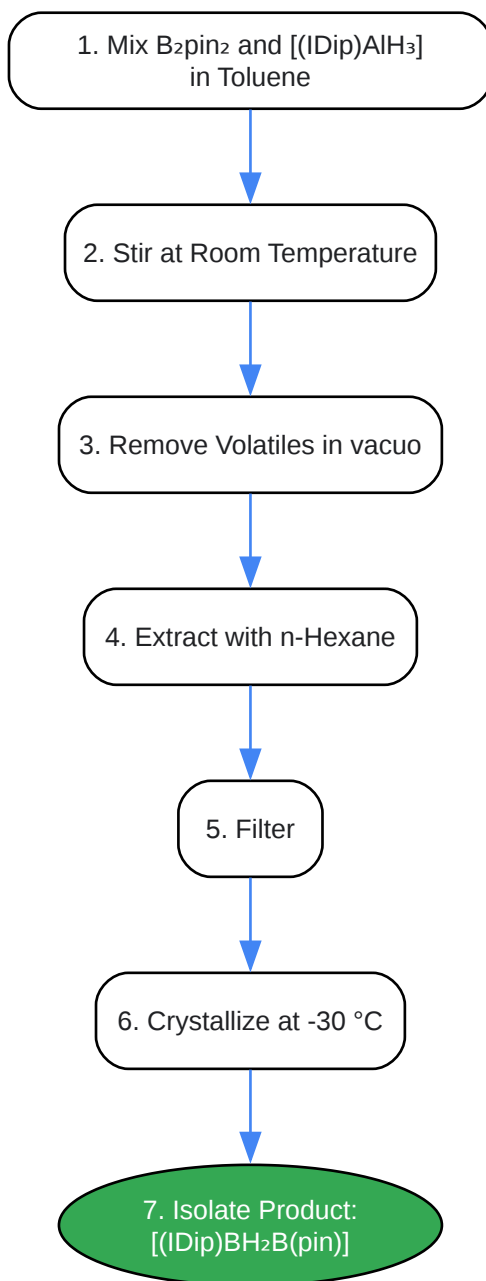 1. Mix B₂pin₂ and [(IDip)AlH₃]
in Toluene
2. Stir at Room Temperature
3. Remove Volatiles in vacuo
4. Extract with n-Hexane
5. Filter
6. Crystallize at -30 °C
7. Isolate Product:
[(IDip)BH₂B(pin)]